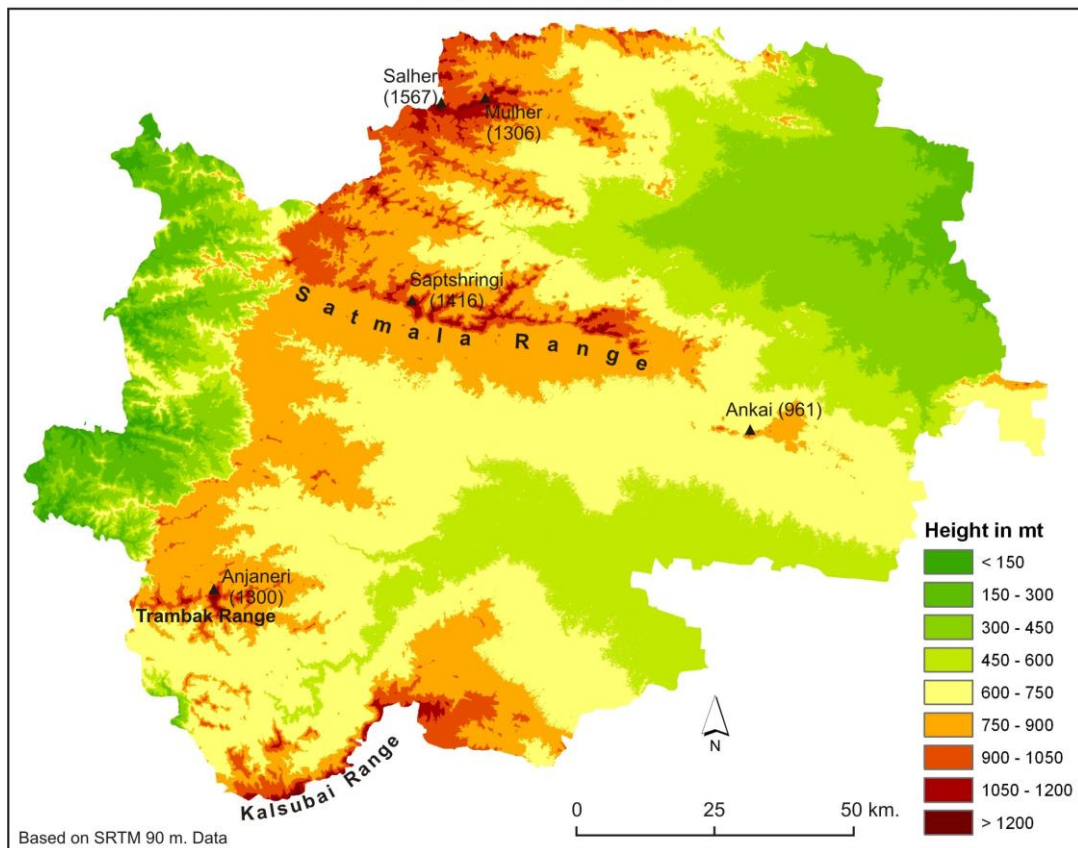 Salher
(1567)
Mulher
(1306)
Saptshringi
(1416)
Satmala Range
Ankai (961)
Anjaneri
(1300)
Trambak Range
Kalsubai Range
N
Height in mt
< 150
150 - 300
300 - 450
450 - 600
600 - 750
750 - 900
900 - 1050
1050 - 1200
> 1200
0 25 50 km.
Based on SRTM 90 m. Data